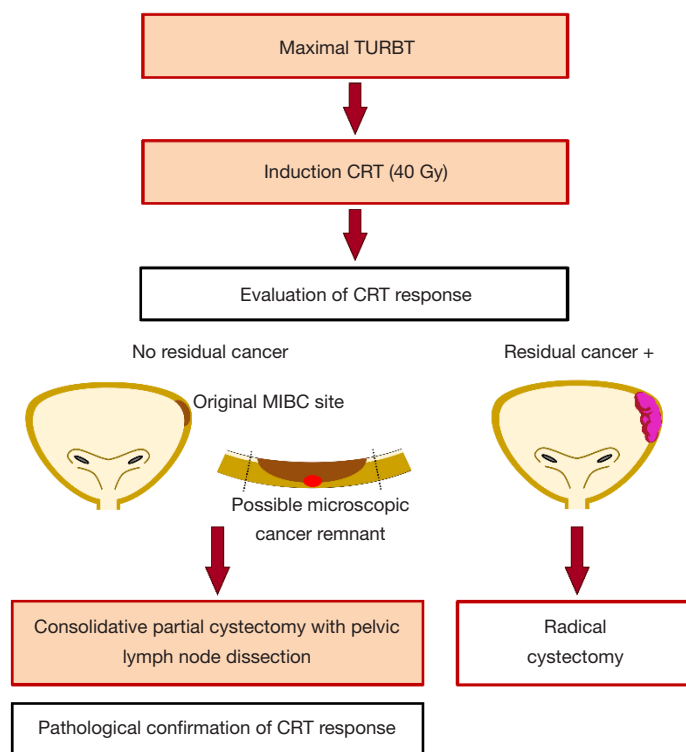 Maximal TURBT
Induction CRT (40 Gy)
Evaluation of CRT response
No residual cancer
Residual cancer +
Original MIBC site
Possible microscopic
cancer remnant
Consolidative partial cystectomy with pelvic
lymph node dissection
Radical
cystectomy
Pathological confirmation of CRT response